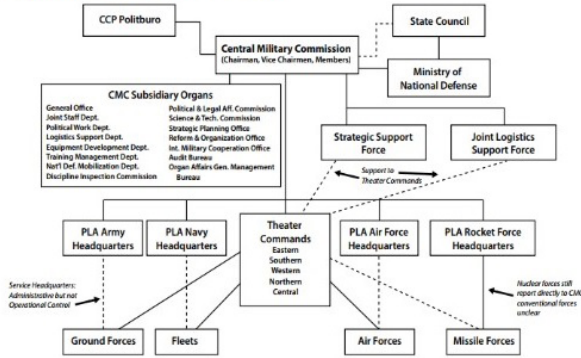 CCP Politburo
State Council
Central Military Commission
(Chairman, Vice Chairmen, Members)
Ministry of
National Defense
CMC Subsidiary Organs
General Office
Joint Staff Dept.
Political Work Dept.
Logistics Support Dept.
Equipment Development Dept.
Training Management Dept.
Nat'l Def. Mobilization Dept.
Discipline Inspection Commission
Political & Legal Aff. Commission
Science & Tech. Commission
Strategic Planning Office
Reform & Organization Office
Int. Military Cooperation Office
Audit Bureau
Organ Affairs Gen. Management
Bureau
Strategic Support
Force
Joint Logistics
Support Force
Support to
Theater Commands
PLA Army
Headquarters
PLA Navy
Headquarters
Theater
Commands
Eastern
Southern
Western
Northern
Central
PLA Air Force
Headquarters
PLA Rocket Force
Headquarters
Service Headquarters:
Administrative but not
Operational Control
Nuclear forces still
report directly to CMC
conventional forces
unclear
Ground Forces
Fleets
Air Forces
Missile Forces